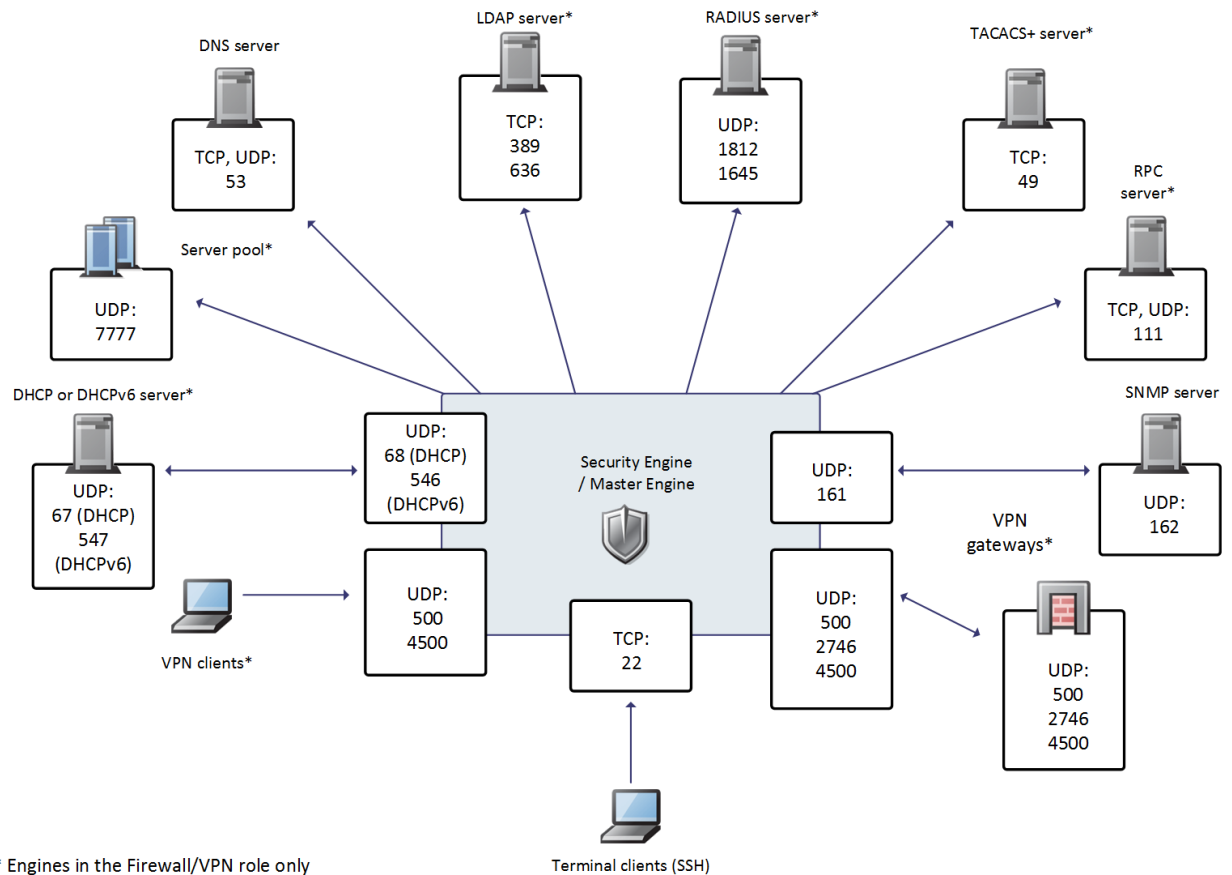 LDAP server*
RADIUS server*
TACACS+ server*
DNS server
TCP:
389
636
UDP:
1812
1645
TCP, UDP:
53
TCP:
49
RPC
server*
Server pool*
UDP:
7777
TCP, UDP:
111
DHCP or DHCPv6 server*
SNMP server
UDP:
68 (DHCP)
546
(DHCPv6)
Security Engine
/ Master Engine
UDP:
161
UDP:
67 (DHCP)
547
(DHCPv6)
UDP:
162
VPN
gateways*
UDP:
500
4500
UDP:
500
2746
4500
TCP:
22
VPN clients*
UDP:
500
2746
4500
* Engines in the Firewall/VPN role only
Terminal clients (SSH)